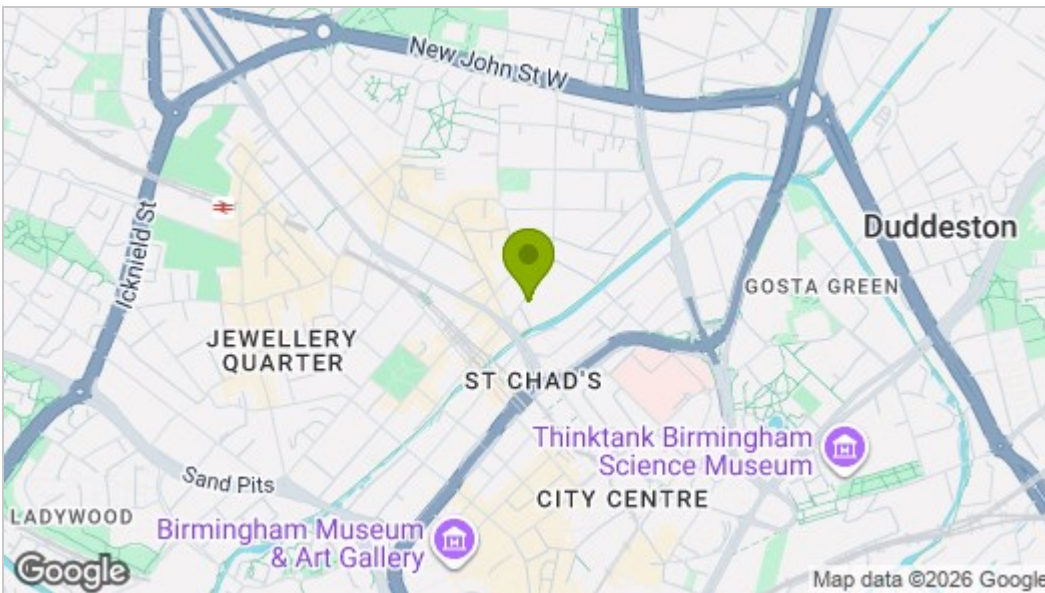 New John St W
Icknield St
Duddeston
GOSTA GREEN
JEWELLERY
QUARTER
ST CHAD'S
Thinktank Birmingham
Science Museum
Sand Pits
CITY CENTRE
LADYWOOD
Birmingham Museum
& Art Gallery
Google
Map data ©2026 Google